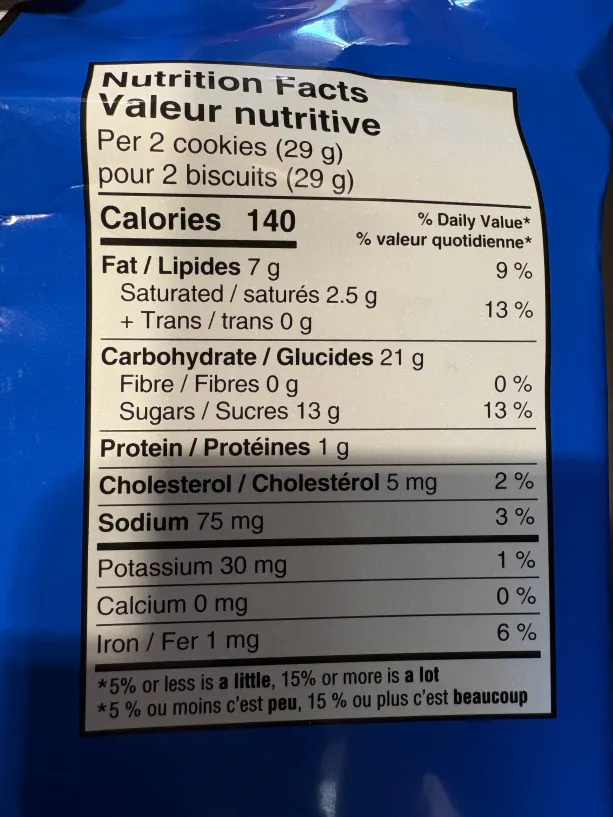 Nutrition Facts
Valeur nutritive
Per 2 cookies (29 g)
pour 2 biscuits (29 g)
Calories 140
% Daily Value*
% valeur quotidienne*
Fat / Lipides 7 g 9 %
Saturated / saturés 2.5 g
+ Trans / trans 0 g 13 %
Carbohydrate / Glucides 21 g
Fibre / Fibres 0 g 0 %
Sugars / Sucres 13 g 13 %
Protein / Protéines 1 g
Cholesterol / Cholestérol 5 mg 2 %
Sodium 75 mg 3 %
Potassium 30 mg 1 %
Calcium 0 mg 0 %
Iron / Fer 1 mg 6 %
*5% or less is a little, 15% or more is a lot
*5 % ou moins c'est peu, 15 % ou plus c'est beaucoup